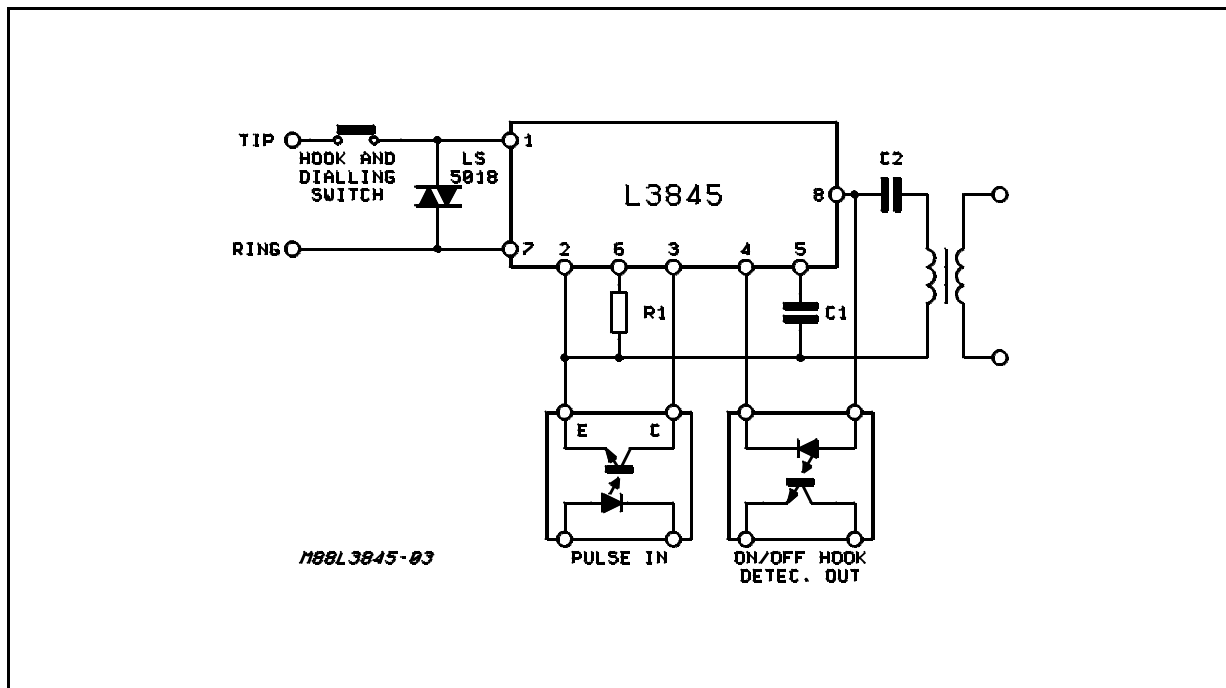 TIP
HOOK AND
DIALLING
SWITCH
LS
5018
RING
1
7
L3845
8
2
6
3
4
5
C2
R1
C1
E
C
PULSE IN
ON/OFF HOOK
DETEC. OUT
M88L3845-03